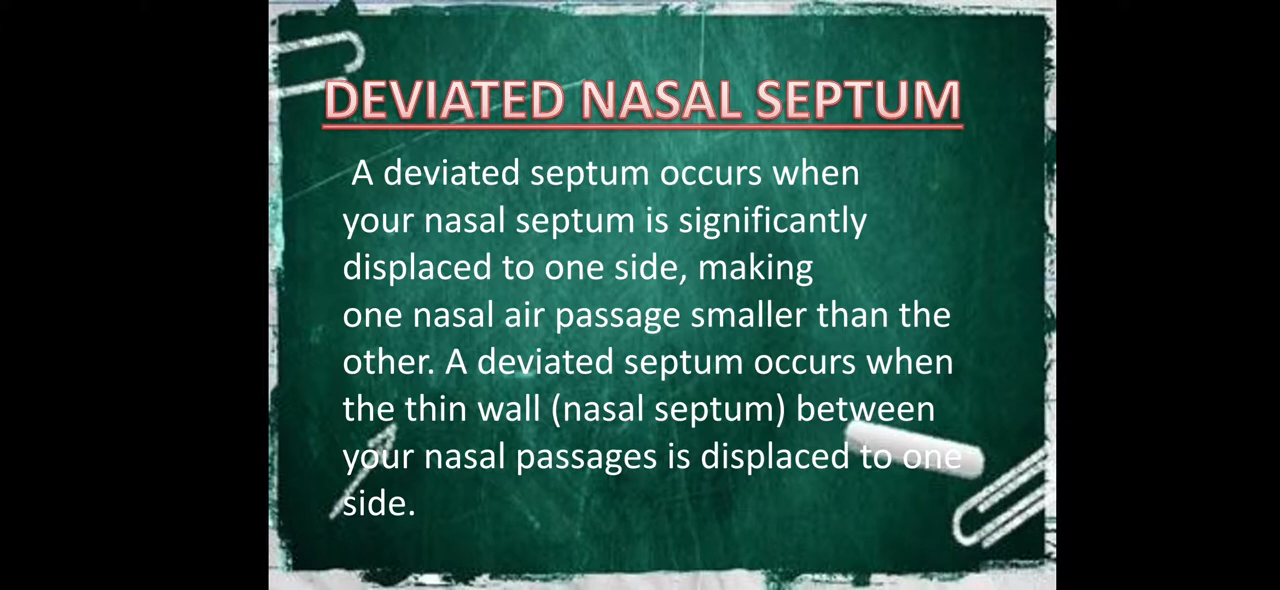 DEVIATED NASAL SEPTUM
A deviated septum occurs when
your nasal septum is significantly
displaced to one side, making
one nasal air passage smaller than the
other. A deviated septum occurs when
the thin wall (nasal septum) between
your nasal passages is displaced to one
side.